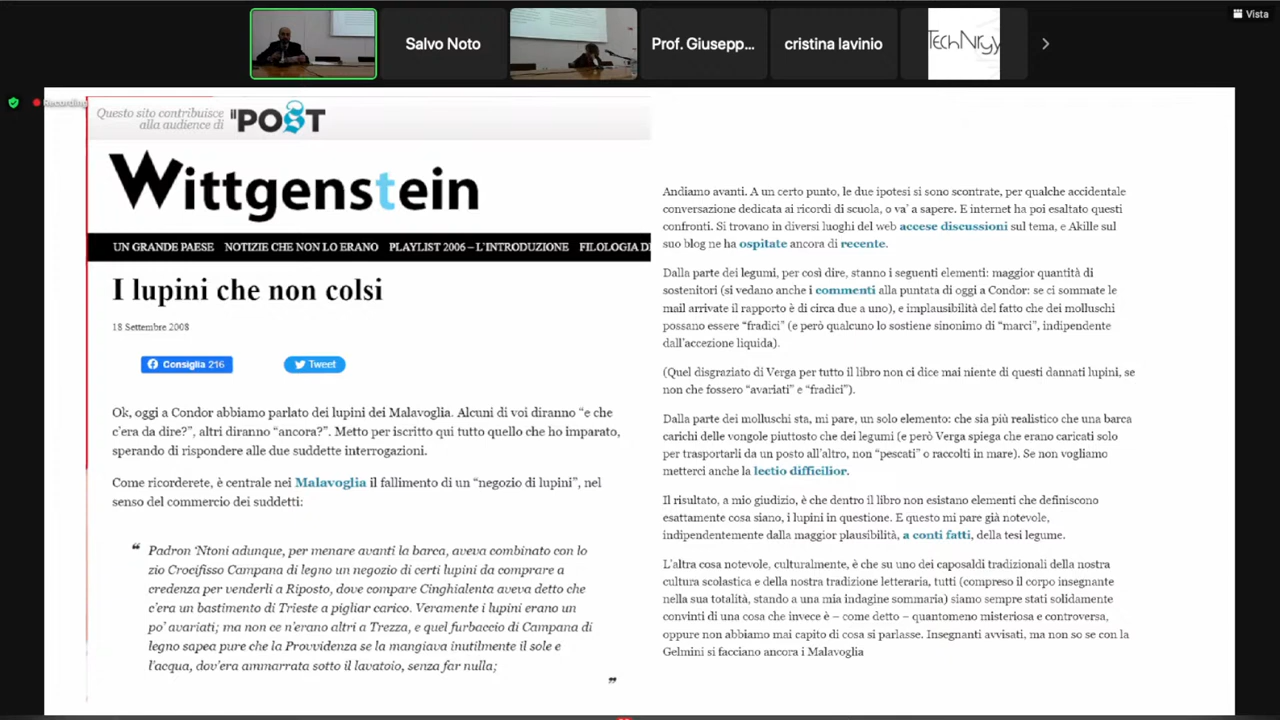 Vista
Salvo Noto
Prof. Giusepp...
cristina lavinio
TechNrgy
Recording
Questo sito contribuisce
alla audience di
IL POST
Wittgenstein
UN GRANDE PAESE NOTIZIE CHE NON LO ERANO PLAYLIST 2006 – L'INTRODUZIONE FILOLOGIA DE
I lupini che non colsi
18 Settembre 2008
Consiglia 216
Tweet
Ok, oggi a Condor abbiamo parlato dei lupini dei Malavoglia. Alcuni di voi diranno “e che
c’era da dire?”, altri diranno “ancora?”. Metto per iscritto qui tutto quello che ho imparato,
sperando di rispondere alle due suddette interrogazioni.
Come ricorderete, è centrale nei Malavoglia il fallimento di un “negozio di lupini”, nel
senso del commercio dei suddetti:
“
Padron ‘Ntoni adunque, per menare avanti la barca, aveva combinato con lo
zio Crocifisso Campana di legno un negozio di certi lupini da comprare a
credenza per venderli a Riposto, dove compare Cinghialenta aveva detto che
c’era un bastimento di Trieste a pigliar carico. Veramente i lupini erano un
po’ avariati; ma non ce n’erano altri a Trezza, e quel furbaccio di Campana di
legno sapea pure che la Provvidenza se la mangiava inutilmente il sole e
l’acqua, dov’era ammarrata sotto il lavatoio, senza far nulla;
”
Andiamo avanti. A un certo punto, le due ipotesi si sono scontrate, per qualche accidentale
conversazione dedicata ai ricordi di scuola, o va’ a sapere. E internet ha poi esaltato questi
confronti. Si trovano in diversi luoghi del web accese discussioni sul tema, e Akille sul
suo blog ne ha ospitate ancora di recente.
Dalla parte dei legumi, per così dire, stanno i seguenti elementi: maggior quantità di
sostenitori (si vedano anche i commenti alla puntata di oggi a Condor: se ci sommate le
mail arrivate il rapporto è di circa due a uno), e implausibilità del fatto che dei molluschi
possano essere “fradici” (e però qualcuno lo sostiene sinonimo di “marci”, indipendente
dall’accezione liquida).
(Quel disgraziato di Verga per tutto il libro non ci dice mai niente di questi dannati lupini, se
non che fossero “avariati” e “fradici”).
Dalla parte dei molluschi sta, mi pare, un solo elemento: che sia più realistico che una barca
carichi delle vongole piuttosto che dei legumi (e però Verga spiega che erano caricati solo
per trasportarli da un posto all’altro, non “pescati” o raccolti in mare). Se non vogliamo
metterci anche la lectio difficilior.
Il risultato, a mio giudizio, è che dentro il libro non esistano elementi che definiscono
esattamente cosa siano, i lupini in questione. E questo mi pare già notevole,
indipendentemente dalla maggior plausibilità, a conti fatti, della tesi legume.
L’altra cosa notevole, culturalmente, è che su uno dei caposaldi tradizionali della nostra
cultura scolastica e della nostra tradizione letteraria, tutti (compreso il corpo insegnante
nella sua totalità, stando a una mia indagine sommaria) siamo sempre stati solidamente
convinti di una cosa che invece è – come detto – quantomeno misteriosa e controversa,
oppure non abbiamo mai capito di cosa si parlasse. Insegnanti avvisati, ma non so se con la
Gelmini si facciano ancora i Malavoglia